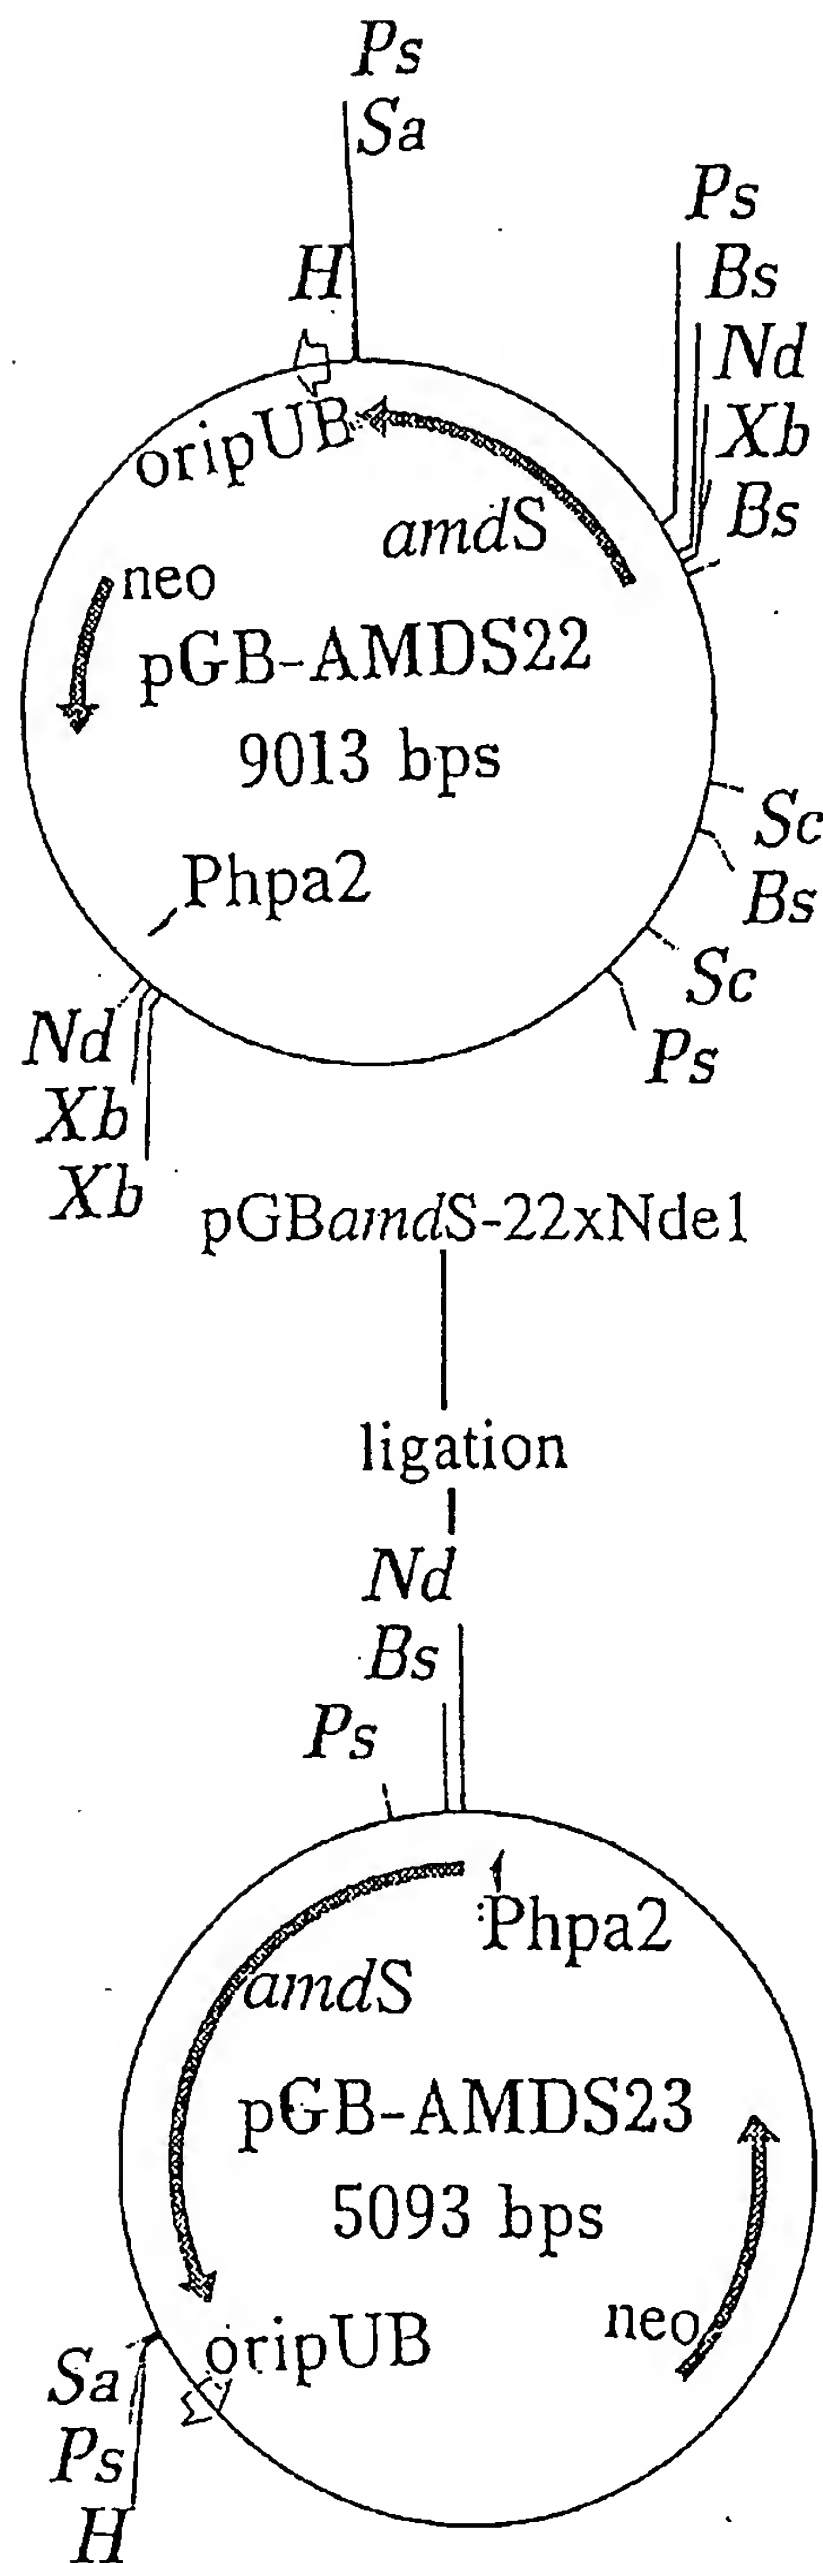 Ps
Sa
H
Ps
Bs
Nd
Xb
Bs
oripUB
amdS
neo
pGB-AMDS22
9013 bps
Sc
Bs
Sc
Ps
Phpa2
Nd
Xb
Xb
pGBamdS-22xNde1
ligation
Nd
Bs
Ps
Phpa2
amdS
pGB-AMDS23
5093 bps
neo
oripUB
Sa
Ps
H